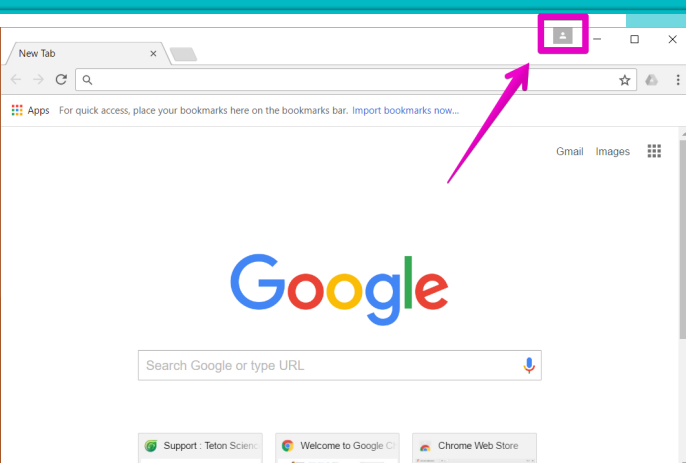 New Tab
Apps For quick access, place your bookmarks here on the bookmarks bar. Import bookmarks now...
Gmail Images
Google
Search Google or type URL
Support : Teton Scienc Welcome to Google Ch Chrome Web Store